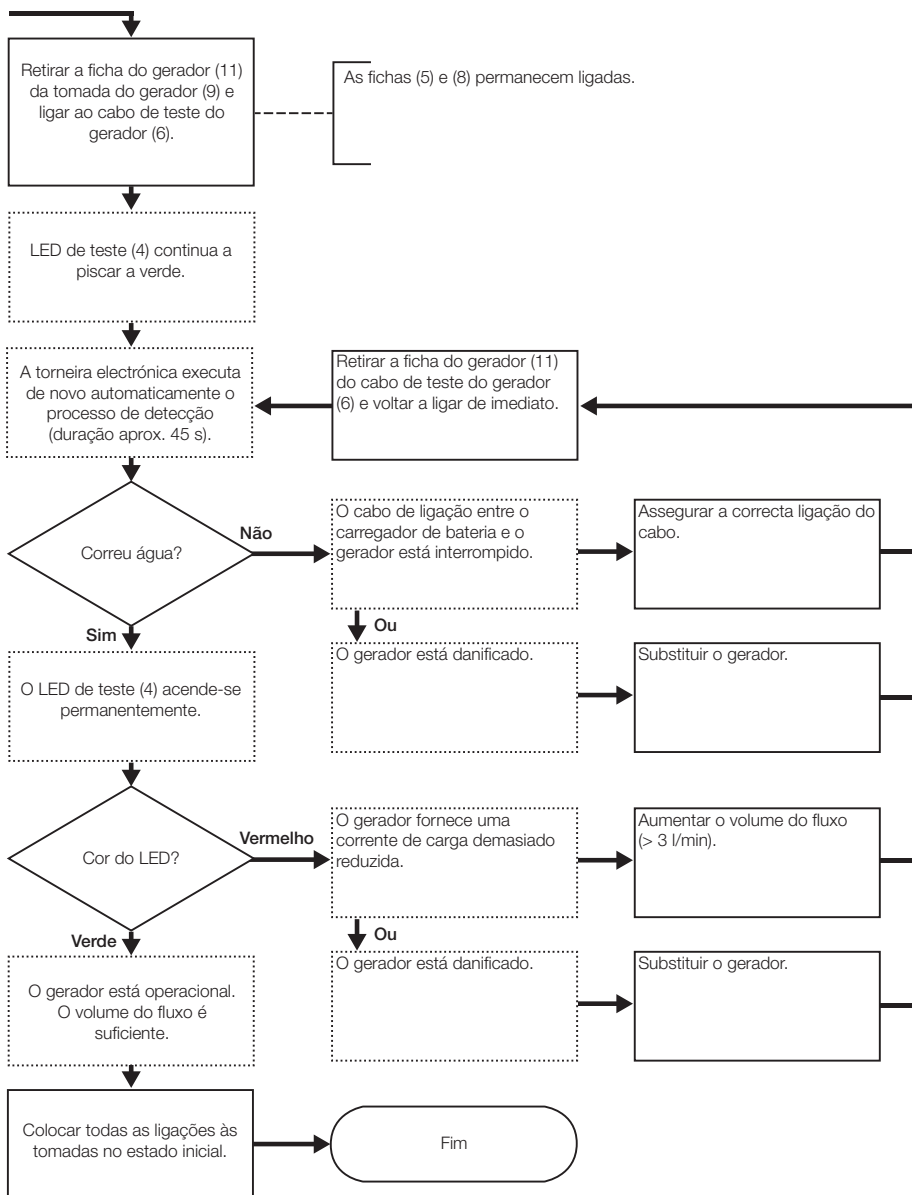 Retirar a ficha do gerador (11)
da tomada do gerador (9) e
ligar ao cabo de teste do
gerador (6).
As fichas (5) e (8) permanecem ligadas.
LED de teste (4) continua a
piscar a verde.
A torneira electrónica executa
de novo automaticamente o
processo de detecção
(duração aprox. 45 s).
Retirar a ficha do gerador (11)
do cabo de teste do gerador
(6) e voltar a ligar de imediato.
Correu água?
Não
O cabo de ligação entre o
carregador de bateria e o
gerador está interrompido.
Assegurar a correcta ligação do
cabo.
Sim
Ou
O LED de teste (4) acende-se
permanentemente.
O gerador está danificado.
Substituir o gerador.
Cor do LED?
Vermelho
O gerador fornece uma
corrente de carga demasiado
reduzida.
Aumentar o volume do fluxo
(> 3 l/min).
Verde
Ou
O gerador está operacional.
O volume do fluxo é
suficiente.
O gerador está danificado.
Substituir o gerador.
Colocar todas as ligações às
tomadas no estado inicial.
Fim